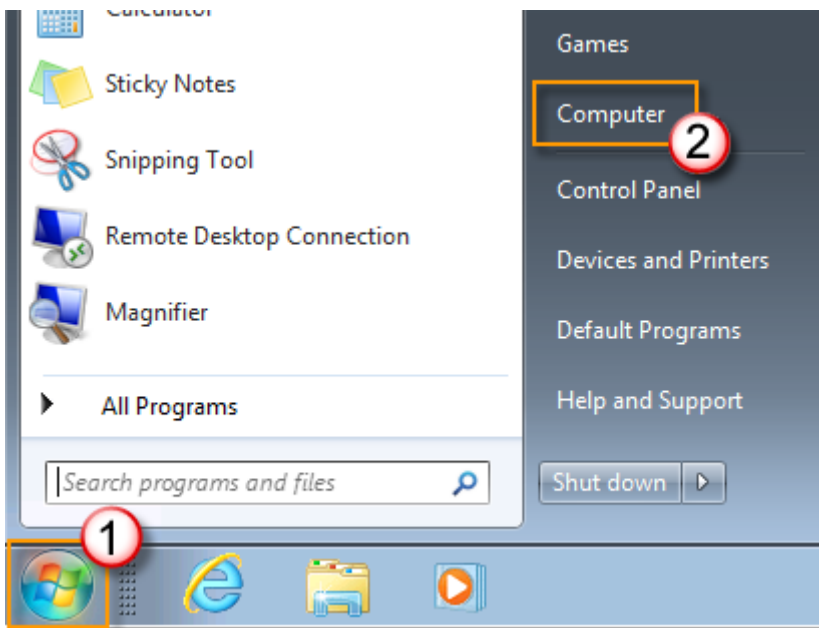 Calculator
Sticky Notes
Snipping Tool
Remote Desktop Connection
Magnifier
All Programs
Search programs and files
Games
Computer
2
Control Panel
Devices and Printers
Default Programs
Help and Support
Shut down
1